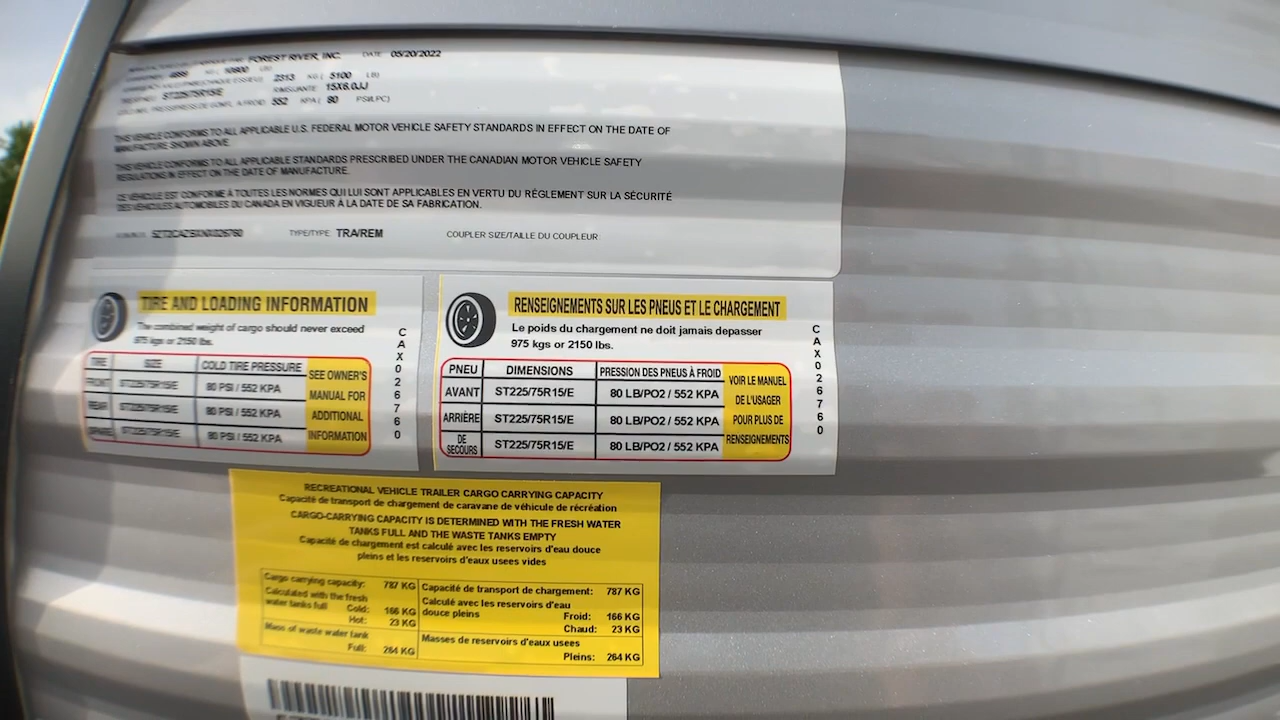 FOREST RIVER, INC. DATE 05/20/2022
10800
2313 KG ( 5100 LB)
ST225/75R15/E 15X6.0JJ
552 KPA ( 80 PSI/LPC)
THIS VEHICLE CONFORMS TO ALL APPLICABLE U.S. FEDERAL MOTOR VEHICLE SAFETY STANDARDS IN EFFECT ON THE DATE OF
MANUFACTURE SHOWN ABOVE.
THIS VEHICLE CONFORMS TO ALL APPLICABLE STANDARDS PRESCRIBED UNDER THE CANADIAN MOTOR VEHICLE SAFETY
REGULATIONS IN EFFECT ON THE DATE OF MANUFACTURE.
CE VÉHICULE EST CONFORME À TOUTES LES NORMES QUI LUI SONT APPLICABLES EN VERTU DU RÈGLEMENT SUR LA SÉCURITÉ
DES VÉHICULES AUTOMOBILES DU CANADA EN VIGUEUR À LA DATE DE SA FABRICATION.
TYPE/TYPE: TRA/REM COUPLER SIZE/TAILLE DU COUPLEUR:
TIRE AND LOADING INFORMATION
The combined weight of cargo should never exceed
975 kgs or 2150 lbs.
TIRE SIZE COLD TIRE PRESSURE
FRONT ST225/75R15/E 80 PSI / 552 KPA
REAR ST225/75R15/E 80 PSI / 552 KPA
SPARE ST225/75R15/E 80 PSI / 552 KPA
SEE OWNER'S
MANUAL FOR
ADDITIONAL
INFORMATION
CAX026760
RENSEIGNEMENTS SUR LES PNEUS ET LE CHARGEMENT
Le poids du chargement ne doit jamais depasser
975 kgs or 2150 lbs.
PNEU DIMENSIONS PRESSION DES PNEUS À FROID
AVANT ST225/75R15/E 80 LB/PO2 / 552 KPA
ARRIÈRE ST225/75R15/E 80 LB/PO2 / 552 KPA
DE SECOURS ST225/75R15/E 80 LB/PO2 / 552 KPA
VOIR LE MANUEL
DE L'USAGER
POUR PLUS DE
RENSEIGNEMENTS
CAX026760
RECREATIONAL VEHICLE TRAILER CARGO CARRYING CAPACITY
Capacité de transport de chargement de caravane de véhicule de récréation
CARGO-CARRYING CAPACITY IS DETERMINED WITH THE FRESH WATER
TANKS FULL AND THE WASTE TANKS EMPTY
Capacité de chargement est calculé avec les reservoirs d'eau douce
pleins et les reservoirs d'eaux usees vides
Cargo carrying capacity: 787 KG
Calculated with the fresh
water tanks full Cold: 166 KG
Hot: 23 KG
Mass of waste water tank
Full: 264 KG
Capacité de transport de chargement: 787 KG
Calculé avec les reservoirs d'eau
douce pleins Froid: 166 KG
Chaud: 23 KG
Masses de reservoirs d'eaux usees
Pleins: 264 KG